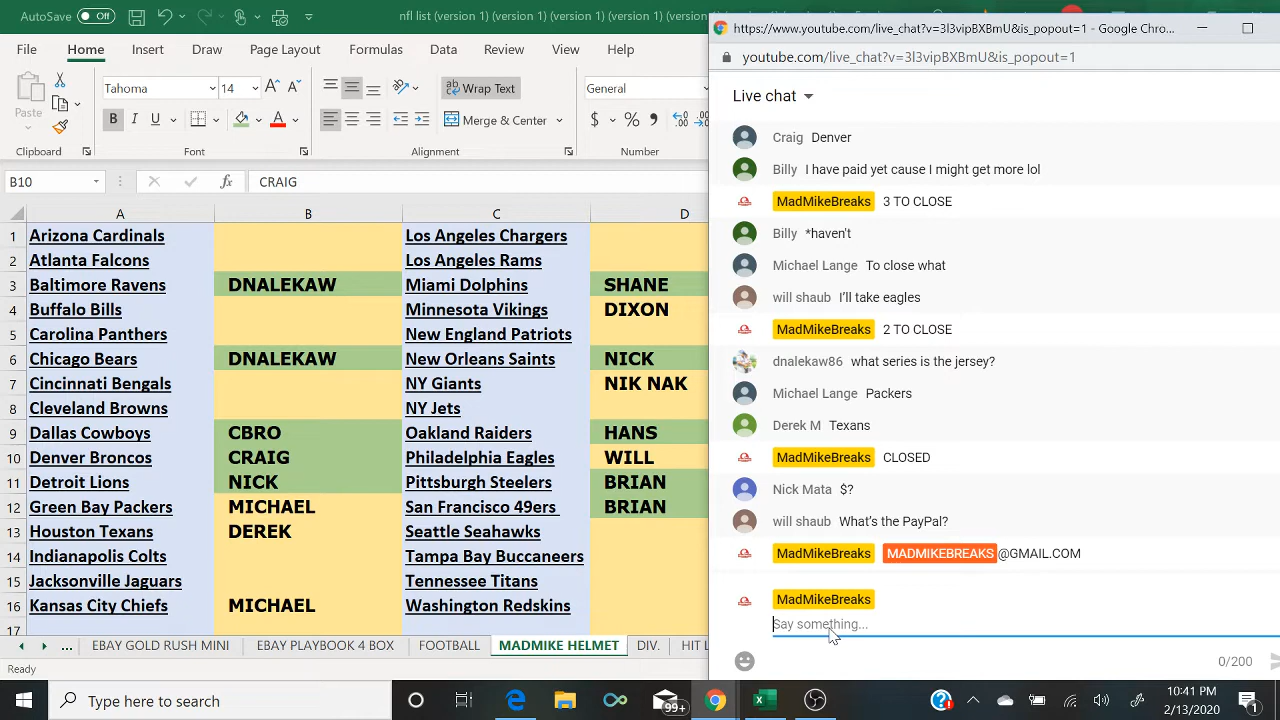 AutoSave Off
nfl list (version 1) (version 1) (version 1) (version 1) (version 1) (version 1)
https://www.youtube.com/live_chat?v=3l3vipBXBmU&is_popout=1 - Google Chro...
youtube.com/live_chat?v=3l3vipBXBmU&is_popout=1
File Home Insert Draw Page Layout Formulas Data Review View Help
Paste
Tahoma 14
B I U A
Wrap Text
Merge & Center
General
$ % 9
Clipboard Font Alignment Number
B10 fx CRAIG
A B C D
1 Arizona Cardinals Los Angeles Chargers
2 Atlanta Falcons Los Angeles Rams
3 Baltimore Ravens DNALEKAW Miami Dolphins SHANE
4 Buffalo Bills Minnesota Vikings DIXON
5 Carolina Panthers New England Patriots
6 Chicago Bears DNALEKAW New Orleans Saints NICK
7 Cincinnati Bengals NY Giants NIK NAK
8 Cleveland Browns NY Jets
9 Dallas Cowboys CBRO Oakland Raiders HANS
10 Denver Broncos CRAIG Philadelphia Eagles WILL
11 Detroit Lions NICK Pittsburgh Steelers BRIAN
12 Green Bay Packers MICHAEL San Francisco 49ers BRIAN
13 Houston Texans DEREK Seattle Seahawks
14 Indianapolis Colts Tampa Bay Buccaneers
15 Jacksonville Jaguars Tennessee Titans
16 Kansas City Chiefs MICHAEL Washington Redskins
17
... EBAY GOLD RUSH MINI EBAY PLAYBOOK 4 BOX FOOTBALL MADMIKE HELMET DIV. HIT L
Ready
Live chat
Craig Denver
Billy I have paid yet cause I might get more lol
MadMikeBreaks 3 TO CLOSE
Billy *haven't
Michael Lange To close what
will shaub I'll take eagles
MadMikeBreaks 2 TO CLOSE
dnalekaw86 what series is the jersey?
Michael Lange Packers
Derek M Texans
MadMikeBreaks CLOSED
Nick Mata $?
will shaub What's the PayPal?
MadMikeBreaks MADMIKEBREAKS@GMAIL.COM
MadMikeBreaks
Say something...
0/200
Type here to search
99+
10:41 PM
2/13/2020
1